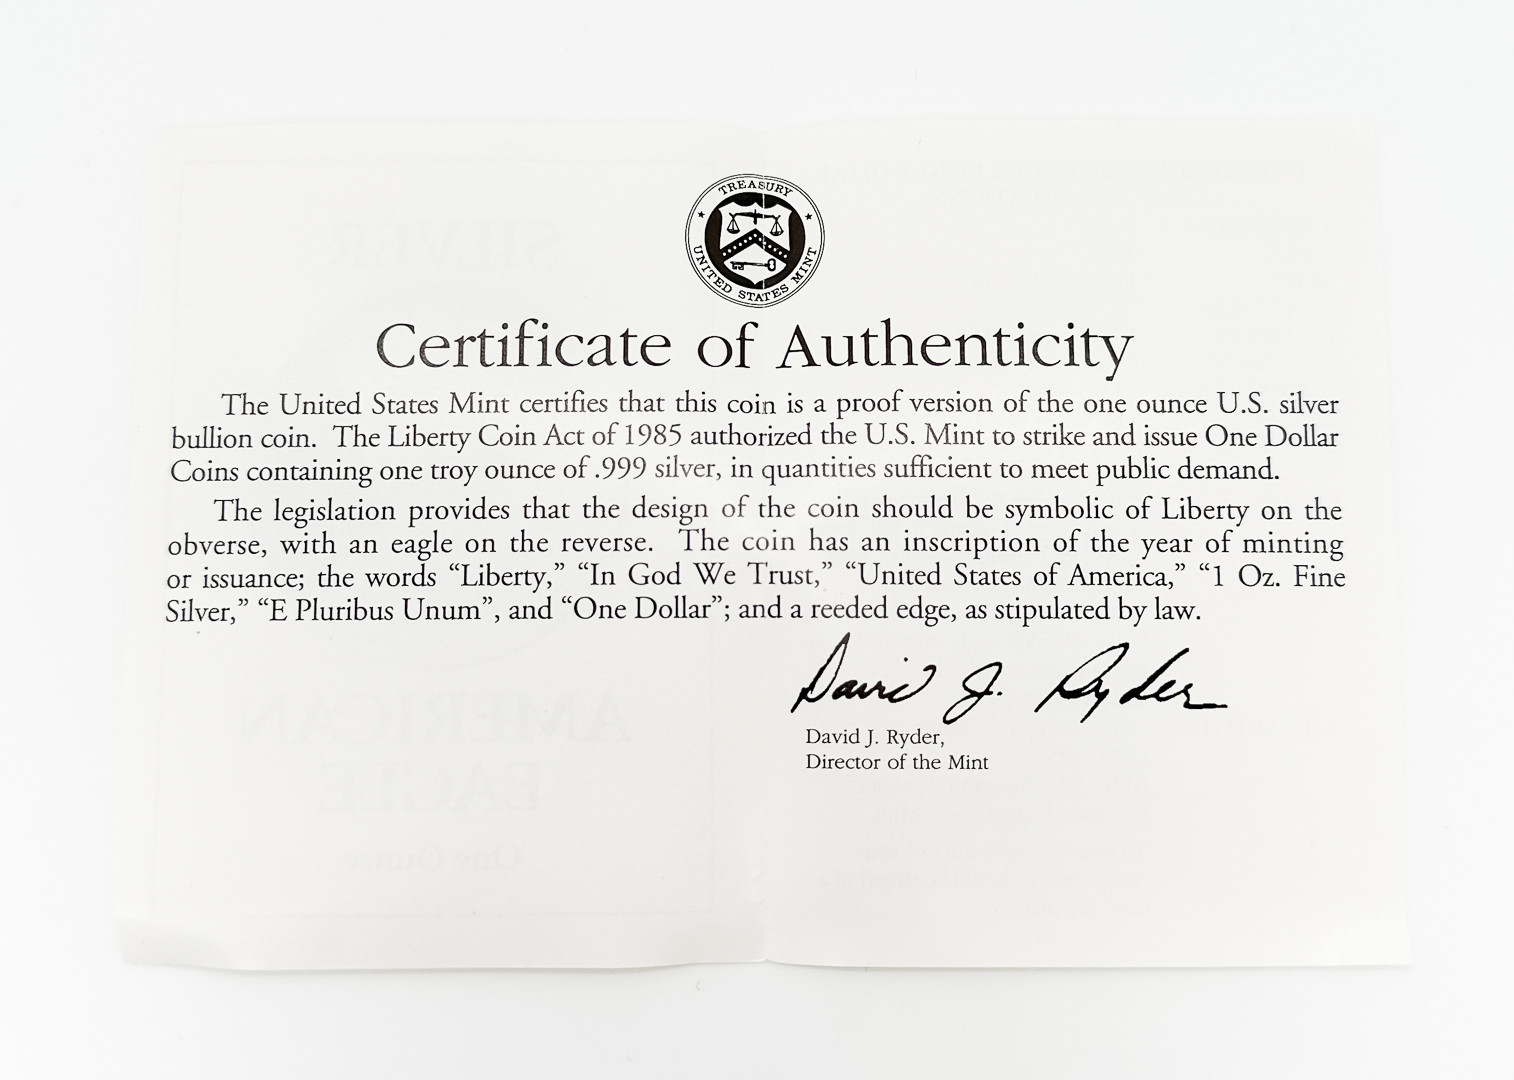 TREASURY
UNITED STATES MINT
Certificate of Authenticity
The United States Mint certifies that this coin is a proof version of the one ounce U.S. silver
bullion coin. The Liberty Coin Act of 1985 authorized the U.S. Mint to strike and issue One Dollar
Coins containing one troy ounce of .999 silver, in quantities sufficient to meet public demand.
The legislation provides that the design of the coin should be symbolic of Liberty on the
obverse, with an eagle on the reverse. The coin has an inscription of the year of minting
or issuance; the words “Liberty,” “In God We Trust,” “United States of America,” “1 Oz. Fine
Silver,” “E Pluribus Unum”, and “One Dollar”; and a reeded edge, as stipulated by law.
David J. Ryder
David J. Ryder,
Director of the Mint
SILVER
AMERICAN
EAGLE
One Ounce